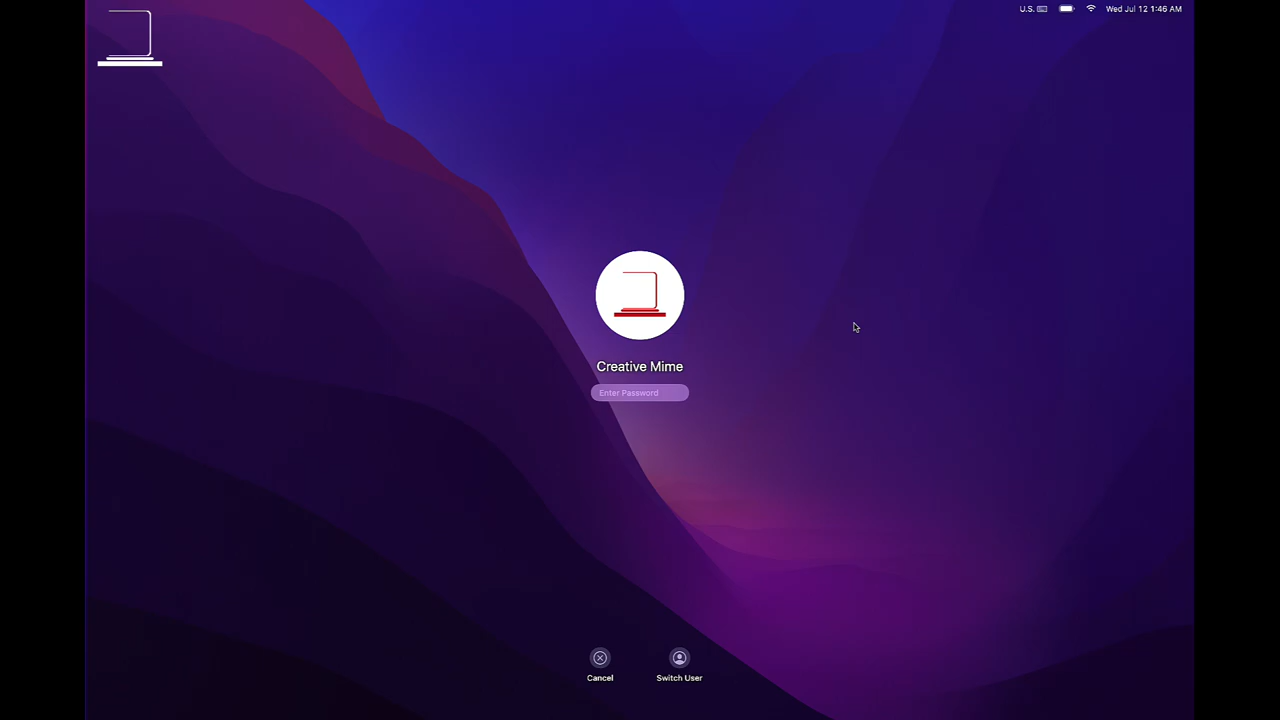 U.S.
Wed Jul 12 1:46 AM
Creative Mime
Enter Password
Cancel
Switch User